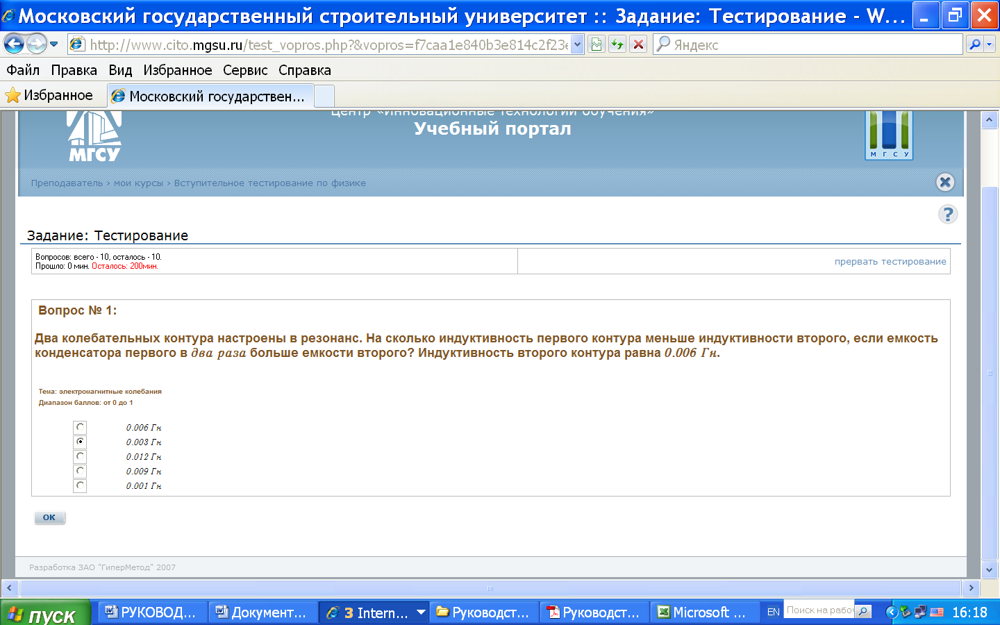 Московский государственный строительный университет :: Задание: Тестирование - W...
http://www.cito.mgsu.ru/test_vopros.php?&vopros=f7caa1e840b3e814c2f23e
Яндекс
Файл Правка Вид Избранное Сервис Справка
Избранное
Московский государствен...
Центр «Инновационные технологии обучения»
Учебный портал
МГСУ
МГСУ
Преподаватель › мои курсы › Вступительное тестирование по физике
?
Задание: Тестирование
Вопросов: всего - 10, осталось - 10.
Прошло: 0 мин. Осталось: 200мин.
прервать тестирование
Вопрос № 1:
Два колебательных контура настроены в резонанс. На сколько индуктивность первого контура меньше индуктивности второго, если емкость
конденсатора первого в два раза больше емкости второго? Индуктивность второго контура равна 0.006 Гн.
Тема: электромагнитные колебания
Диапазон баллов: от 0 до 1
0.006 Гн
0.003 Гн
0.012 Гн
0.009 Гн
0.001 Гн
ОК
Разработка ЗАО "ГиперМетод" 2007
пуск
РУКОВОД...
Документ...
3 Intern...
Руководст...
Руководст...
Microsoft ...
EN
Поиск на рабоч
16:18